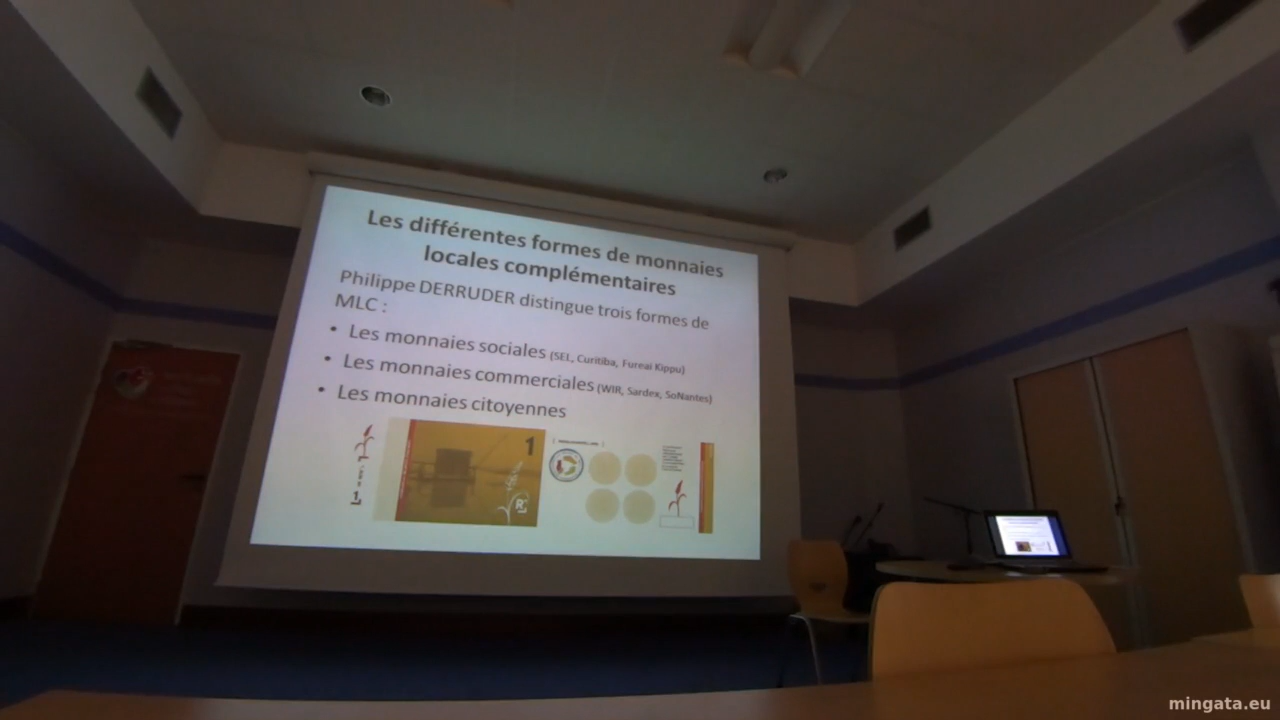 Les différentes formes de monnaies
locales complémentaires
Philippe DERRUDER distingue trois formes de
MLC :
• Les monnaies sociales (SEL, Curitiba, Fureai Kippu)
• Les monnaies commerciales (WIR, Sardex, SoNantes)
• Les monnaies citoyennes
1
1
R
mingata.eu